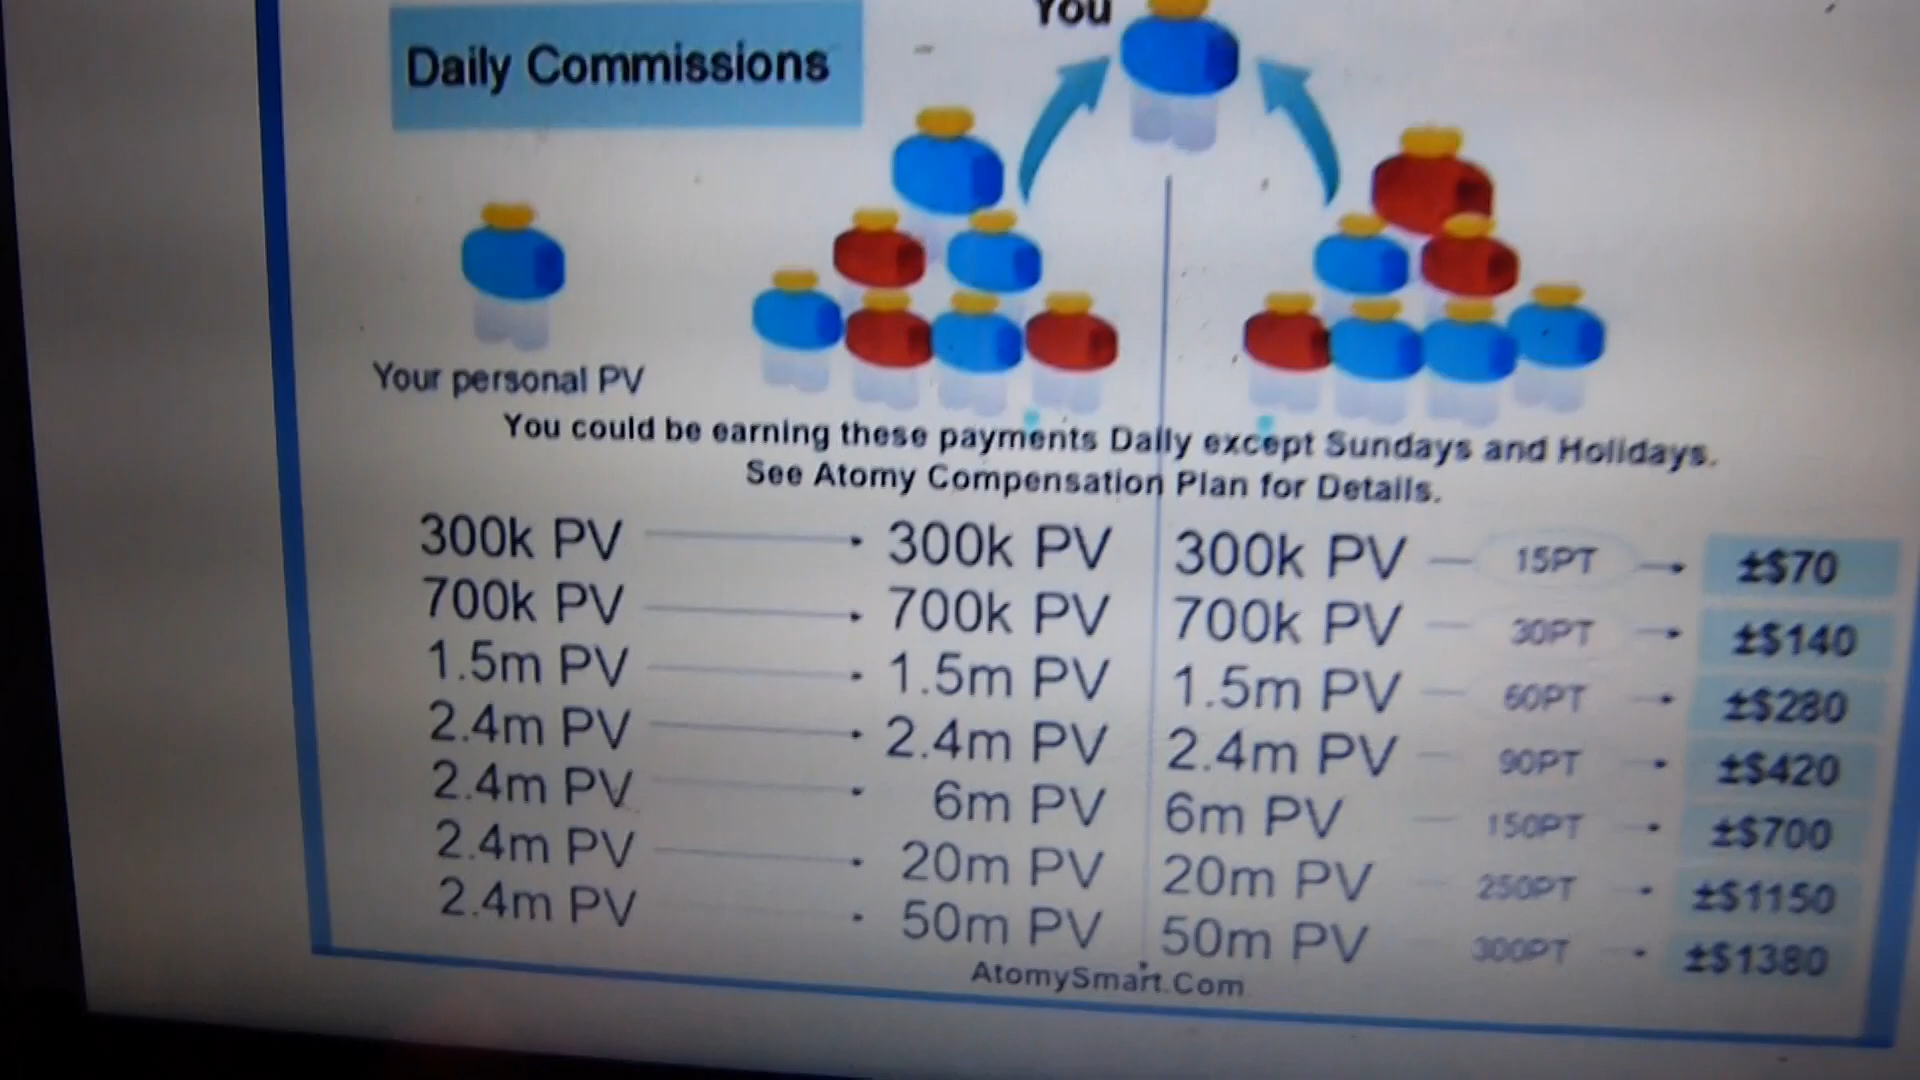 You
Daily Commissions
Your personal PV
You could be earning these payments Daily except Sundays and Holidays.
See Atomy Compensation Plan for Details.
300k PV 300k PV 300k PV 15PT ±$70
700k PV 700k PV 700k PV 30PT ±$140
1.5m PV 1.5m PV 1.5m PV 60PT ±$280
2.4m PV 2.4m PV 2.4m PV 90PT ±$420
2.4m PV 6m PV 6m PV 150PT ±$700
2.4m PV 20m PV 20m PV 250PT ±$1150
2.4m PV 50m PV 50m PV 300PT ±$1380
AtomySmart.Com